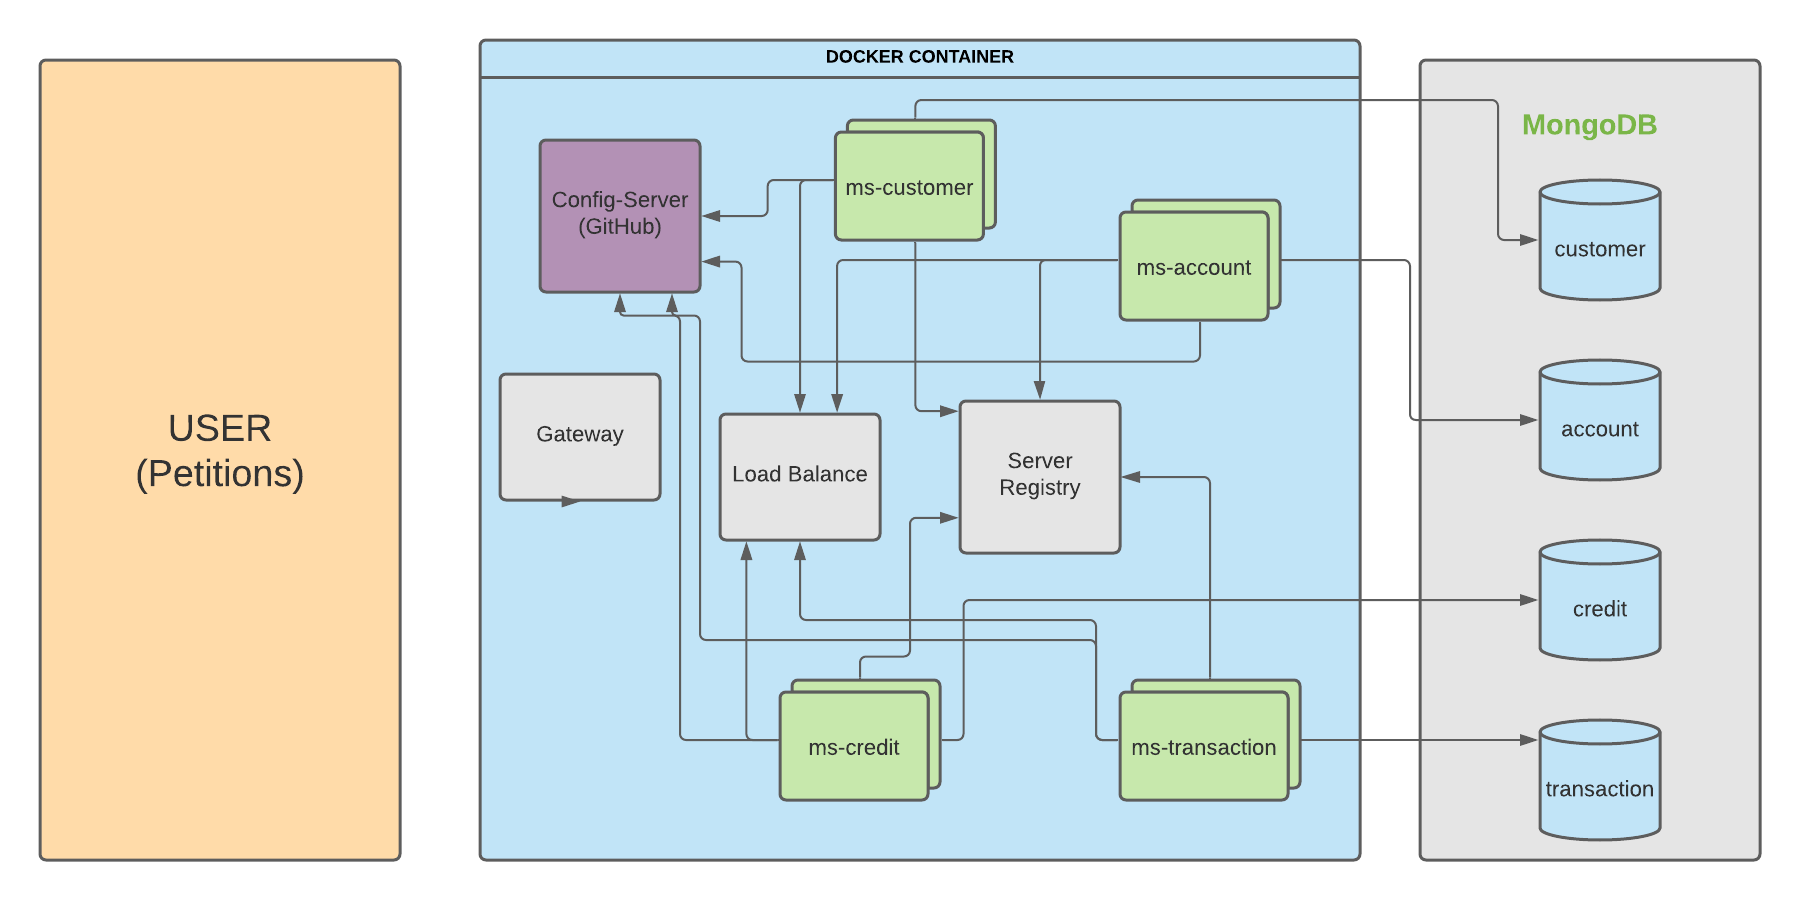 USER
(Petitions)
DOCKER CONTAINER
Config-Server
(GitHub)
ms-customer
ms-account
Gateway
Load Balance
Server
Registry
ms-credit
ms-transaction
MongoDB
customer
account
credit
transaction